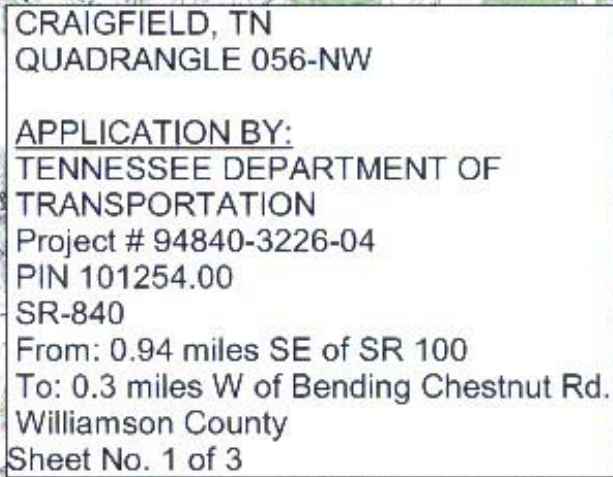 CRAIGFIELD, TN
QUADRANGLE 056-NW
APPLICATION BY:
TENNESSEE DEPARTMENT OF
TRANSPORTATION
Project # 94840-3226-04
PIN 101254.00
SR-840
From: 0.94 miles SE of SR 100
To: 0.3 miles W of Bending Chestnut Rd.
Williamson County
Sheet No. 1 of 3